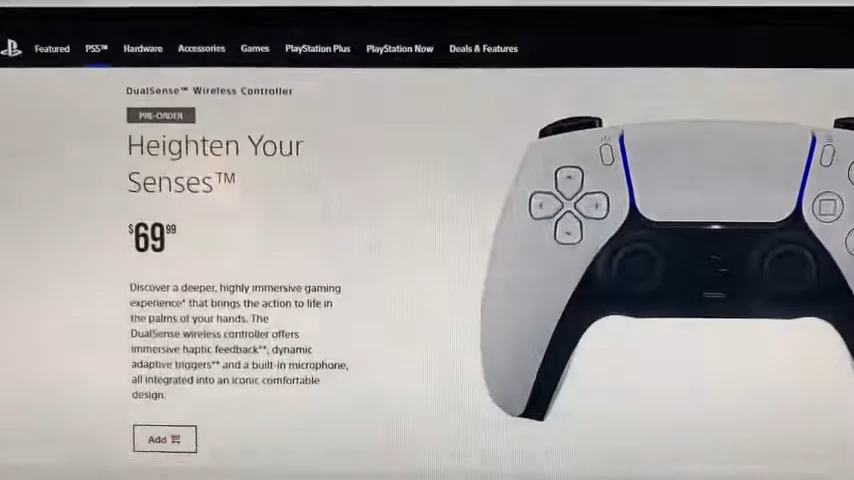 Featured PS5™ Hardware Accessories Games PlayStation Plus PlayStation Now Deals & Features
DualSense™ Wireless Controller
PRE-ORDER
Heighten Your
Senses™
$69⁹⁹
Discover a deeper, highly immersive gaming
experience* that brings the action to life in
the palms of your hands. The
DualSense wireless controller offers
immersive haptic feedback**, dynamic
adaptive triggers** and a built-in microphone,
all integrated into an iconic comfortable
design.
Add